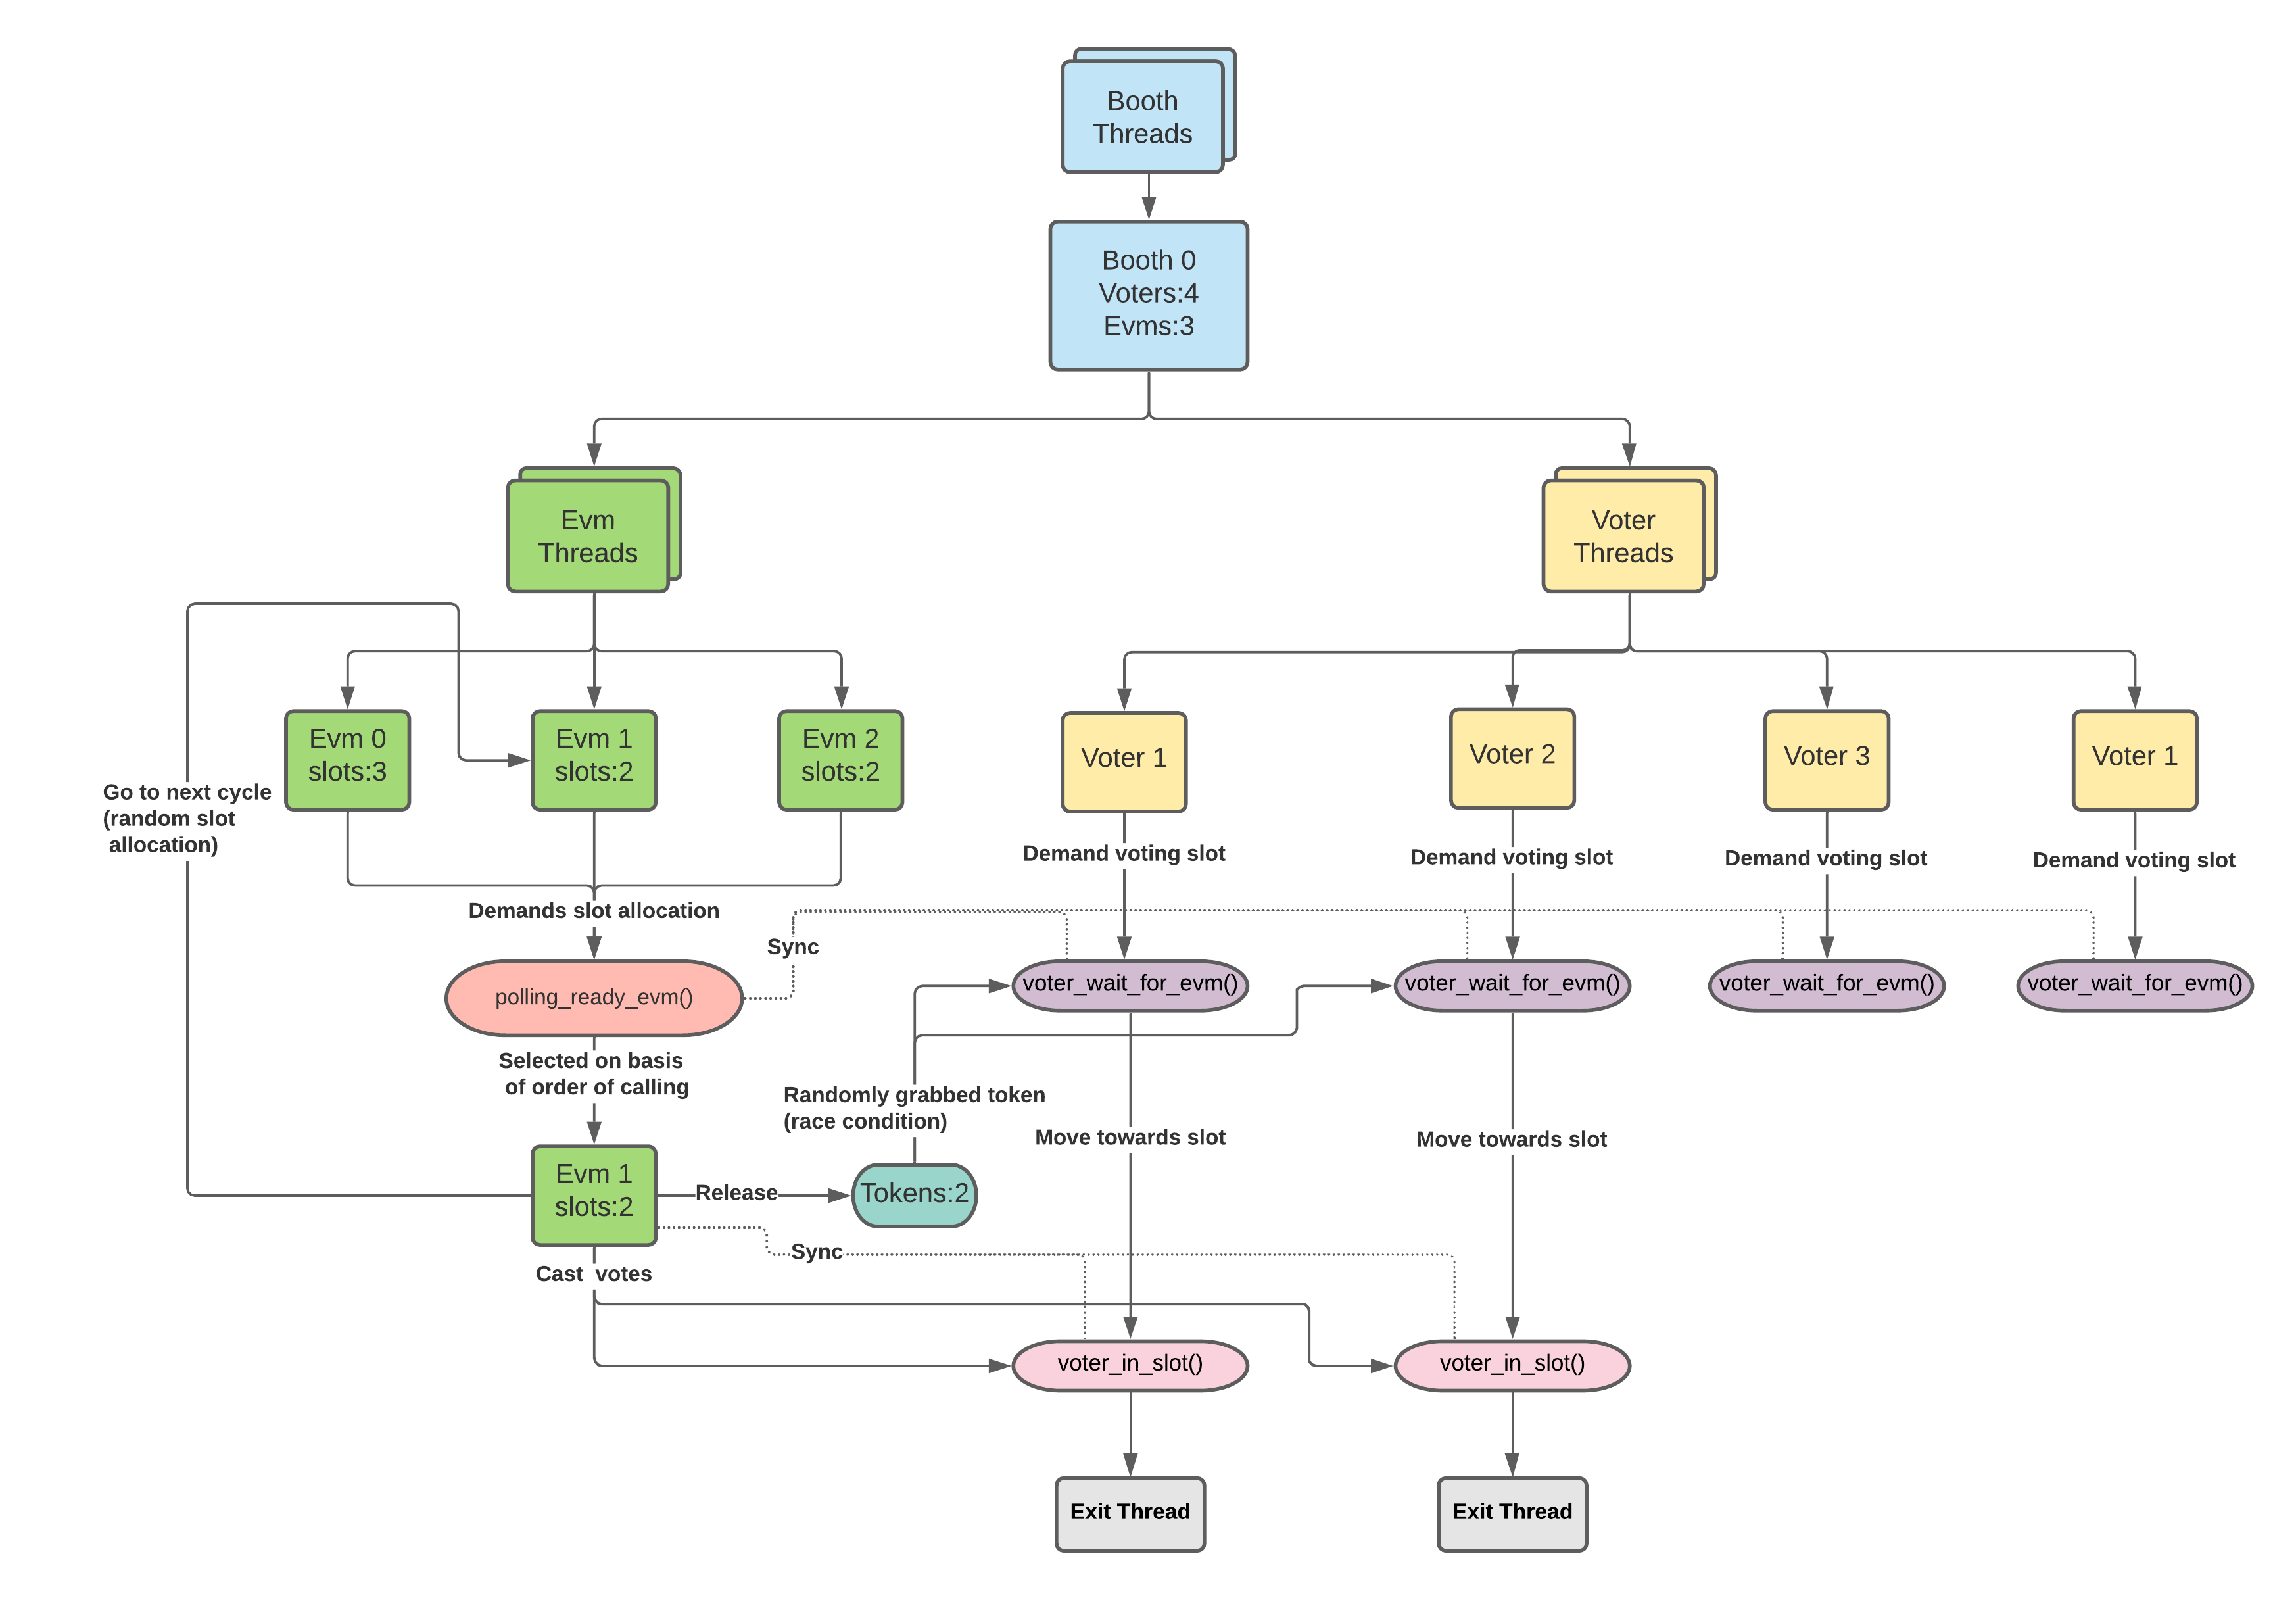 Booth
Threads
Booth 0
Voters:4
Evms:3
Evm
Threads
Voter
Threads
Evm 0
slots:3
Evm 1
slots:2
Evm 2
slots:2
Voter 1
Voter 2
Voter 3
Voter 1
Go to next cycle
(random slot
allocation)
Demand voting slot
Demand voting slot
Demand voting slot
Demand voting slot
Demands slot allocation
Sync
polling_ready_evm()
voter_wait_for_evm()
voter_wait_for_evm()
voter_wait_for_evm()
voter_wait_for_evm()
Selected on basis
of order of calling
Randomly grabbed token
(race condition)
Move towards slot
Move towards slot
Evm 1
slots:2
Release
Tokens:2
Sync
Cast votes
voter_in_slot()
voter_in_slot()
Exit Thread
Exit Thread